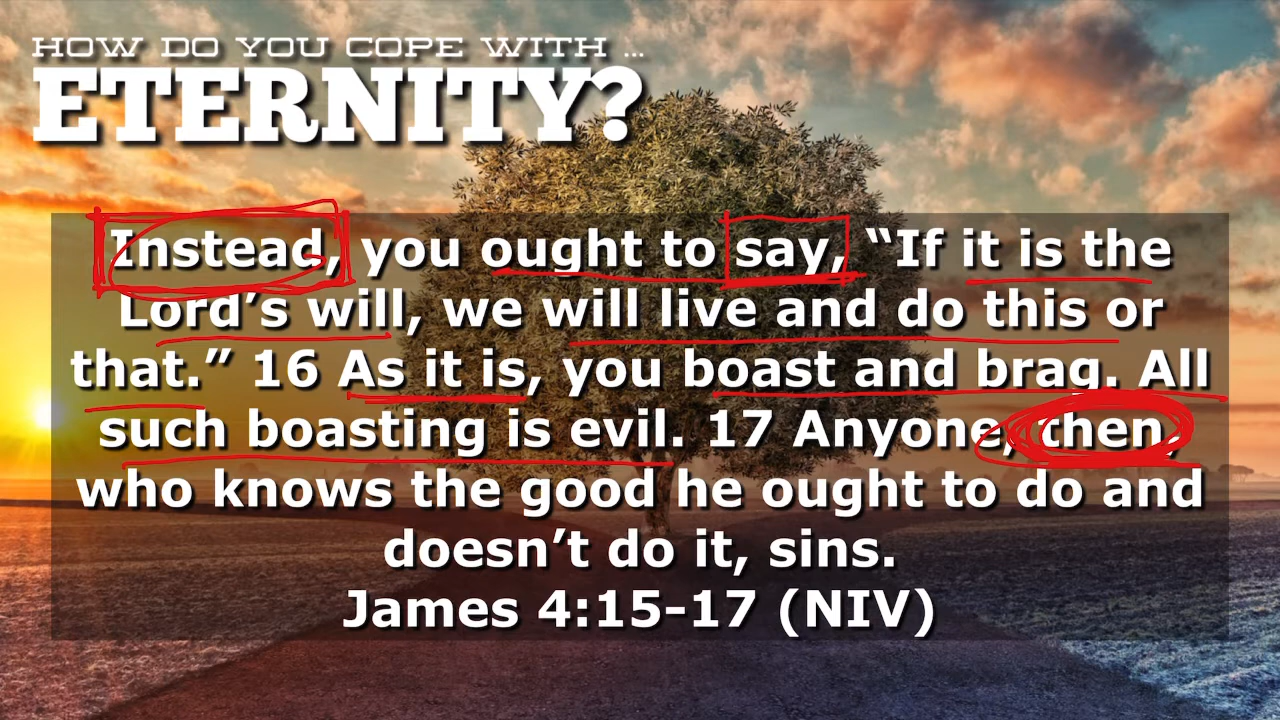 HOW DO YOU COPE WITH ...
ETERNITY?
Instead, you ought to say, “If it is the
Lord’s will, we will live and do this or
that.” 16 As it is, you boast and brag. All
such boasting is evil. 17 Anyone, then,
who knows the good he ought to do and
doesn’t do it, sins.
James 4:15-17 (NIV)